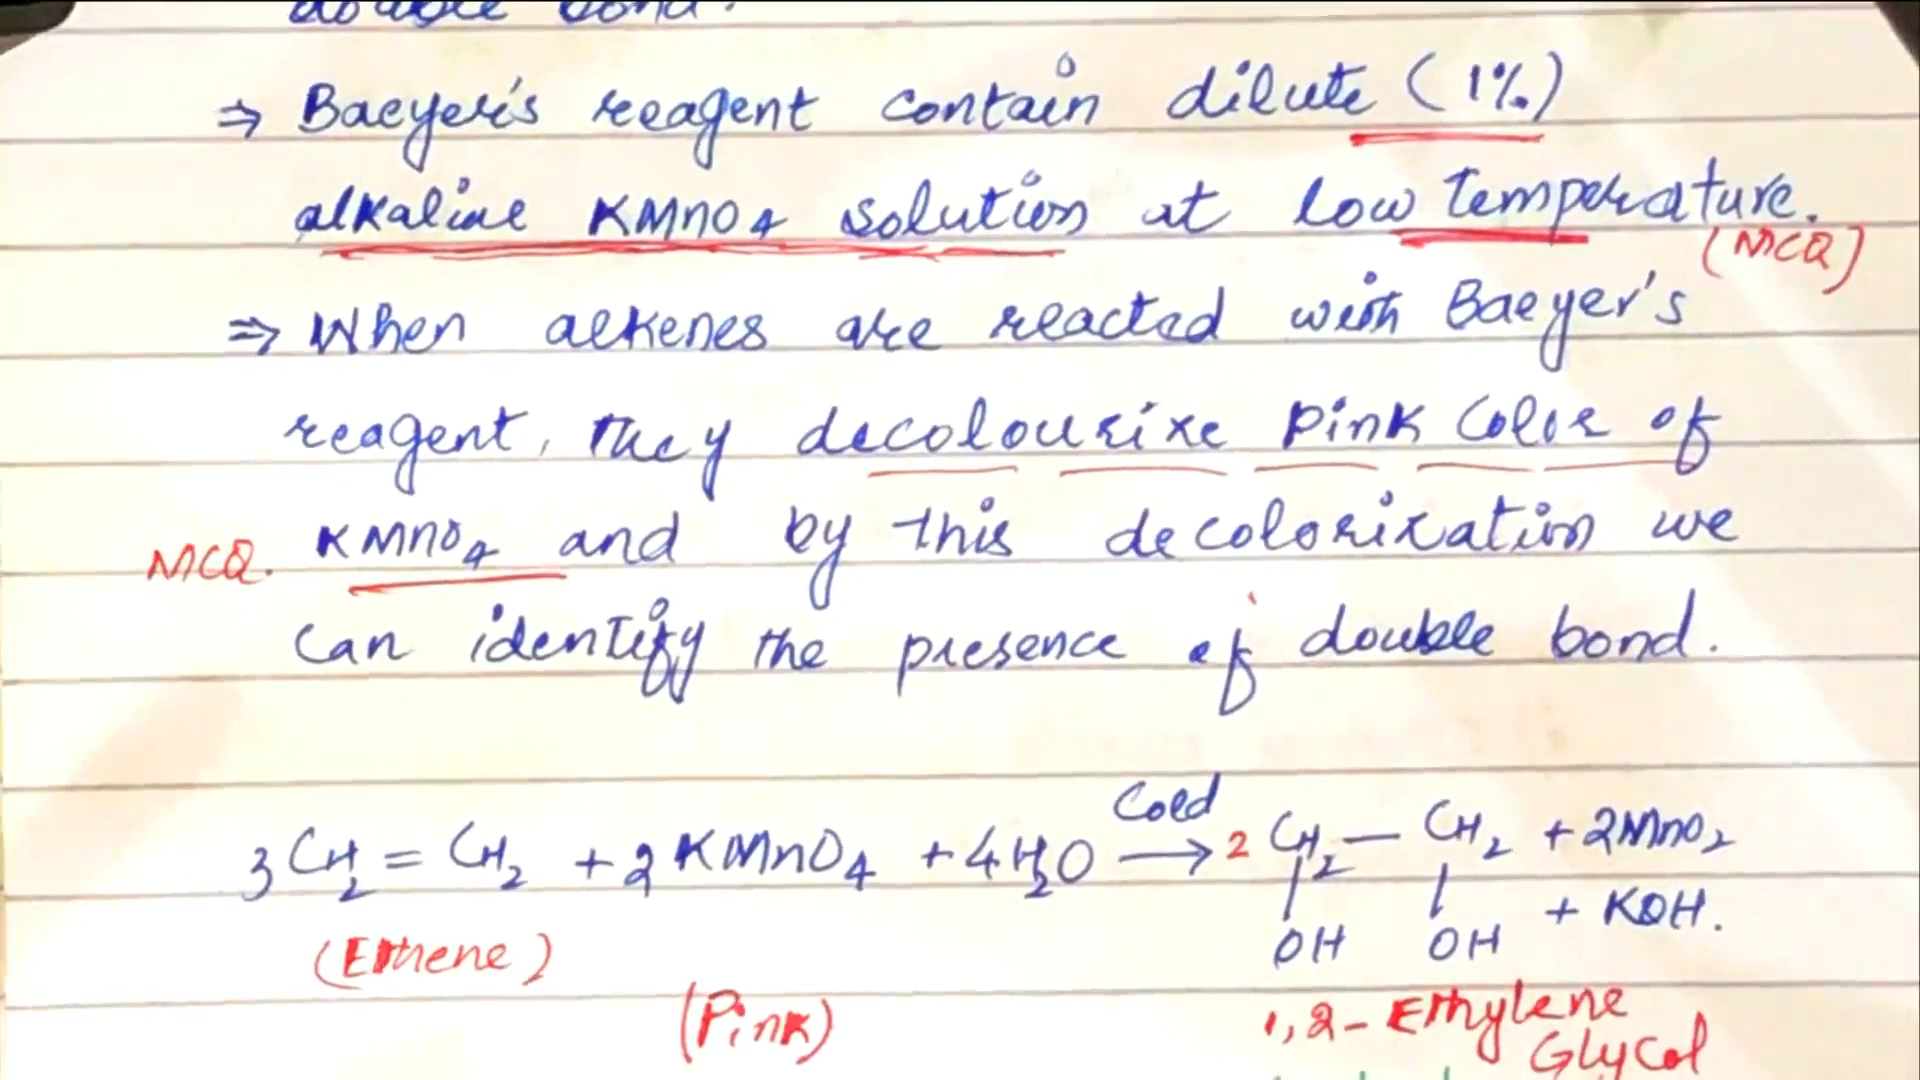 double bond.
⇒ Baeyer's reagent contain dilute (1%)
alkaline KMnO4 solution at low temperature.
(MCQ)
⇒ When alkenes are reacted with Baeyer's
reagent, they decolourize pink color of
MCQ. KMnO4 and by this decolorization we
can identify the presence of double bond.
Cold
3CH2 = CH2 + 2KMnO4 + 4H2O → 2 CH2 — CH2 + 2MnO2
OH OH + KOH.
(Ethene)
(Pink)
1,2-Ethylene
Glycol